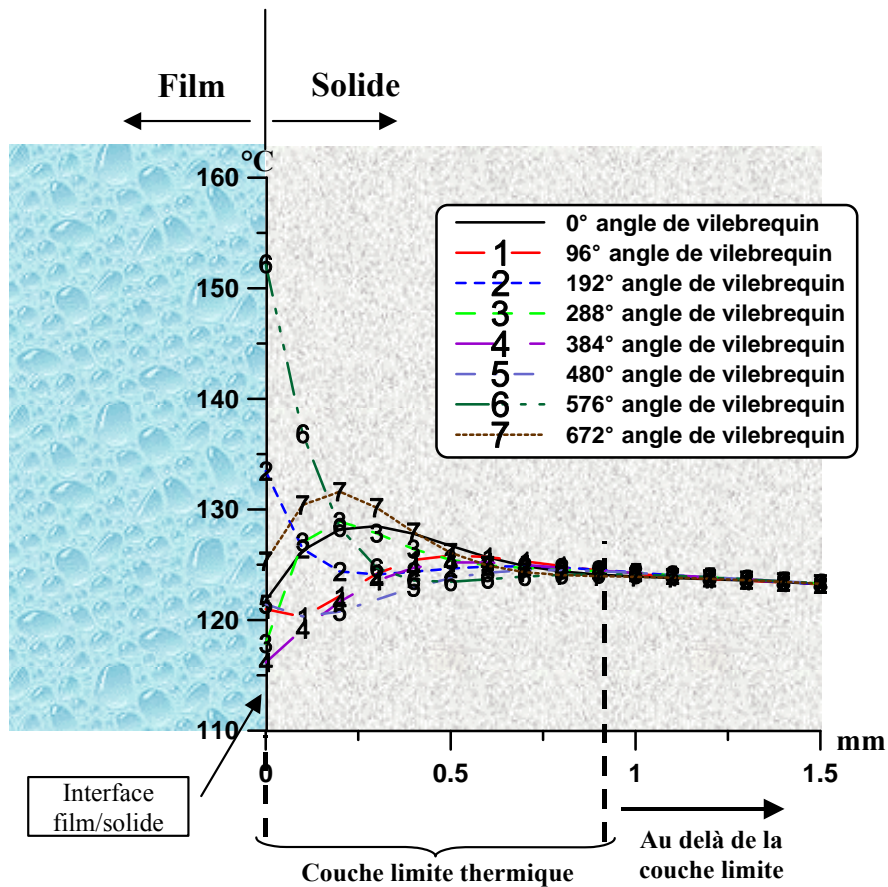 Film
Solide
°C
160
150
140
130
120
110
0° angle de vilebrequin
1 96° angle de vilebrequin
2 192° angle de vilebrequin
3 288° angle de vilebrequin
4 384° angle de vilebrequin
5 480° angle de vilebrequin
6 576° angle de vilebrequin
7 672° angle de vilebrequin
0
0.5
1
1.5
mm
Interface
film/solide
Couche limite thermique
Au delà de la
couche limite